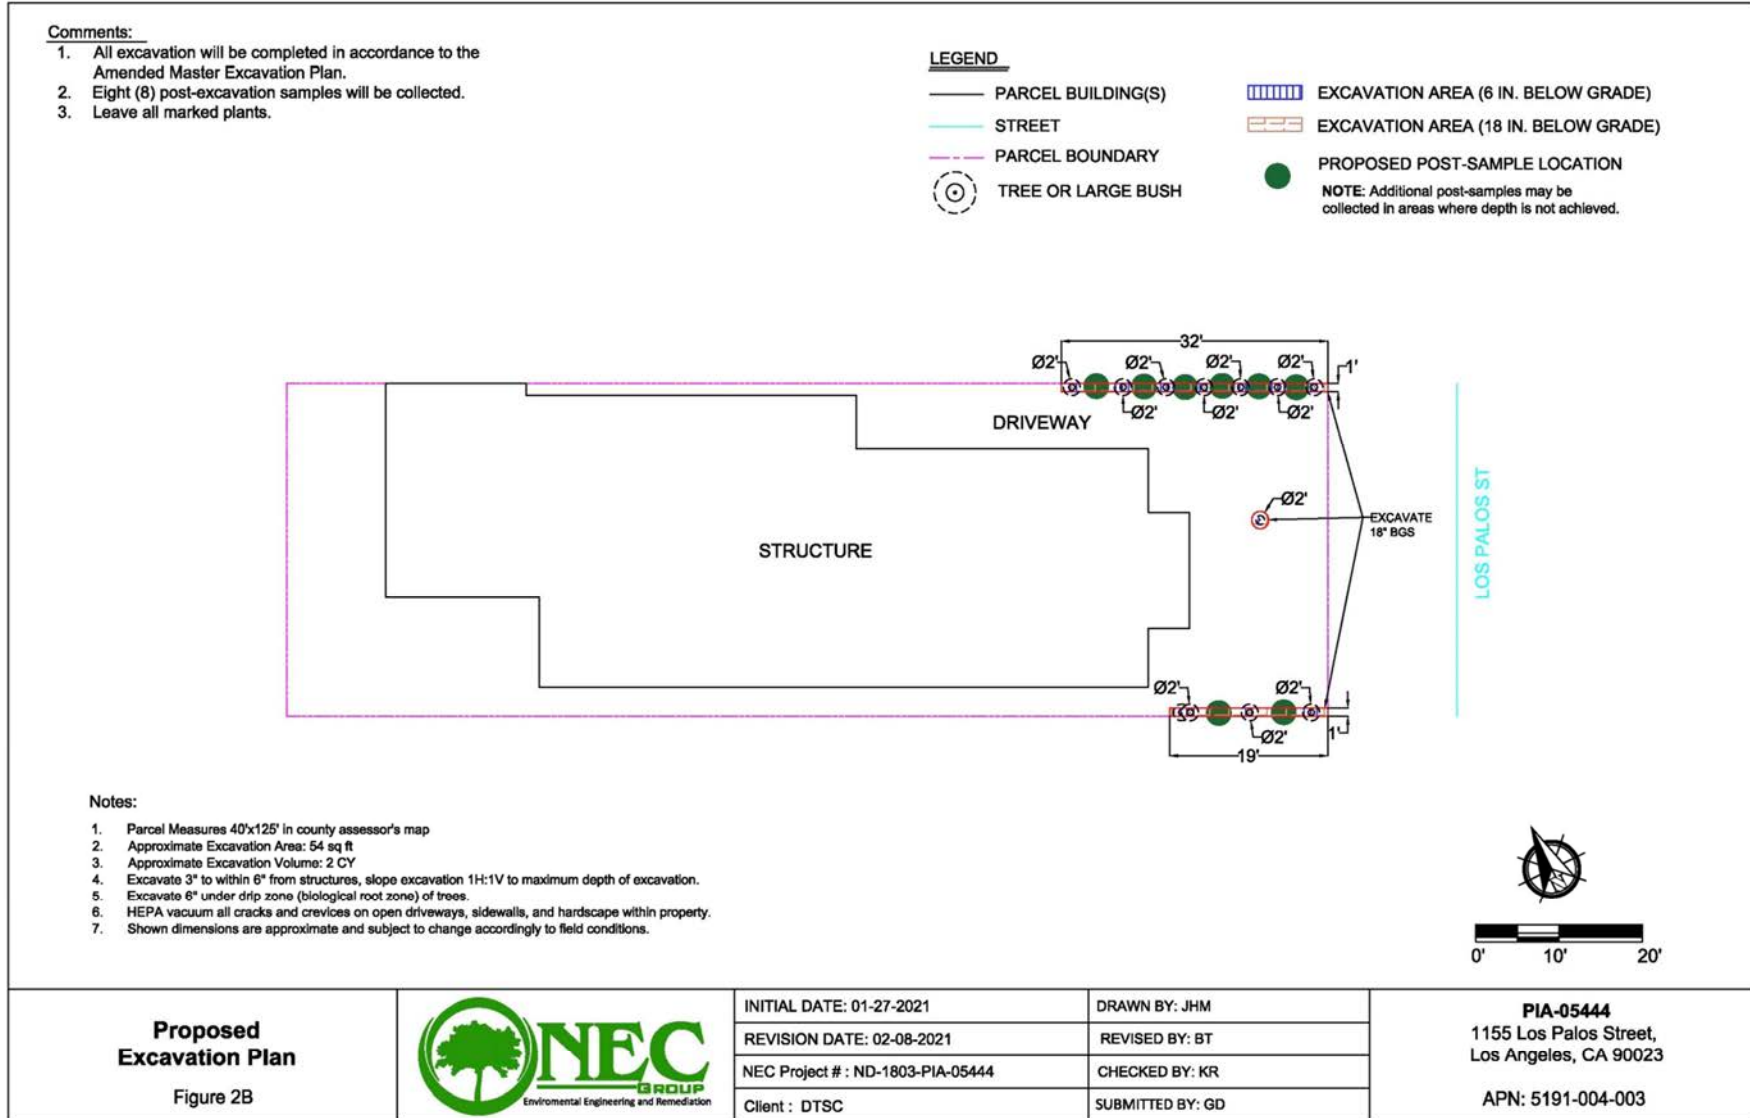 Comments:
1. All excavation will be completed in accordance to the
Amended Master Excavation Plan.
2. Eight (8) post-excavation samples will be collected.
3. Leave all marked plants.
LEGEND
PARCEL BUILDING(S)
STREET
PARCEL BOUNDARY
TREE OR LARGE BUSH
EXCAVATION AREA (6 IN. BELOW GRADE)
EXCAVATION AREA (18 IN. BELOW GRADE)
PROPOSED POST-SAMPLE LOCATION
NOTE: Additional post-samples may be
collected in areas where depth is not achieved.
32'
Ø2' Ø2' Ø2' Ø2' 1'
Ø2' Ø2' Ø2'
DRIVEWAY
Ø2'
EXCAVATE
18" BGS
LOS PALOS ST
STRUCTURE
Ø2' Ø2'
Ø2' 1'
19'
Notes:
1. Parcel Measures 40'x125' in county assessor's map
2. Approximate Excavation Area: 54 sq ft
3. Approximate Excavation Volume: 2 CY
4. Excavate 3" to within 6" from structures, slope excavation 1H:1V to maximum depth of excavation.
5. Excavate 6" under drip zone (biological root zone) of trees.
6. HEPA vacuum all cracks and crevices on open driveways, sidewalls, and hardscape within property.
7. Shown dimensions are approximate and subject to change accordingly to field conditions.
0' 10' 20'
Proposed
Excavation Plan
Figure 2B
NEC
GROUP
Enviromental Engineering and Remediation
INITIAL DATE: 01-27-2021
REVISION DATE: 02-08-2021
NEC Project # : ND-1803-PIA-05444
Client : DTSC
DRAWN BY: JHM
REVISED BY: BT
CHECKED BY: KR
SUBMITTED BY: GD
PIA-05444
1155 Los Palos Street,
Los Angeles, CA 90023
APN: 5191-004-003